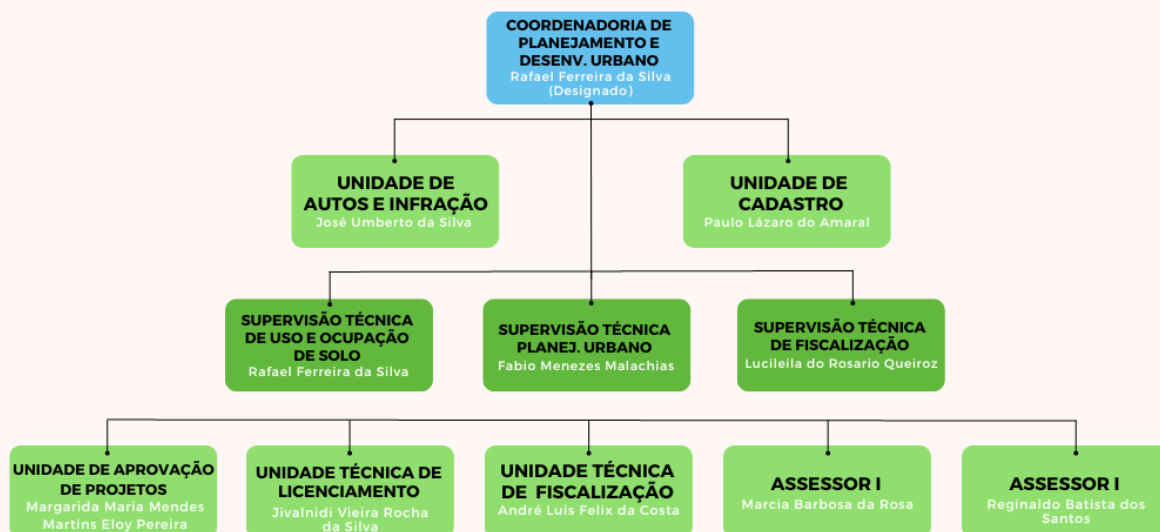 COORDENADORIA DE
PLANEJAMENTO E
DESENV. URBANO
Rafael Ferreira da Silva
(Designado)
UNIDADE DE
AUTOS E INFRAÇÃO
José Umberto da Silva
UNIDADE DE
CADASTRO
Paulo Lázaro do Amaral
SUPERVISÃO TÉCNICA
DE USO E OCUPAÇÃO
DE SOLO
Rafael Ferreira da Silva
SUPERVISÃO TÉCNICA
PLANEJ. URBANO
Fabio Menezes Malachias
SUPERVISÃO TÉCNICA
DE FISCALIZAÇÃO
Lucileila do Rosario Queiroz
UNIDADE DE APROVAÇÃO
DE PROJETOS
Margarida Maria Mendes
Martins Eloy Pereira
UNIDADE TÉCNICA DE
LICENCIAMENTO
Jivalnidi Vieira Rocha
da Silva
UNIDADE TÉCNICA
DE FISCALIZAÇÃO
André Luis Felix da Costa
ASSESSOR I
Marcia Barbosa da Rosa
ASSESSOR I
Reginaldo Batista dos
Santos